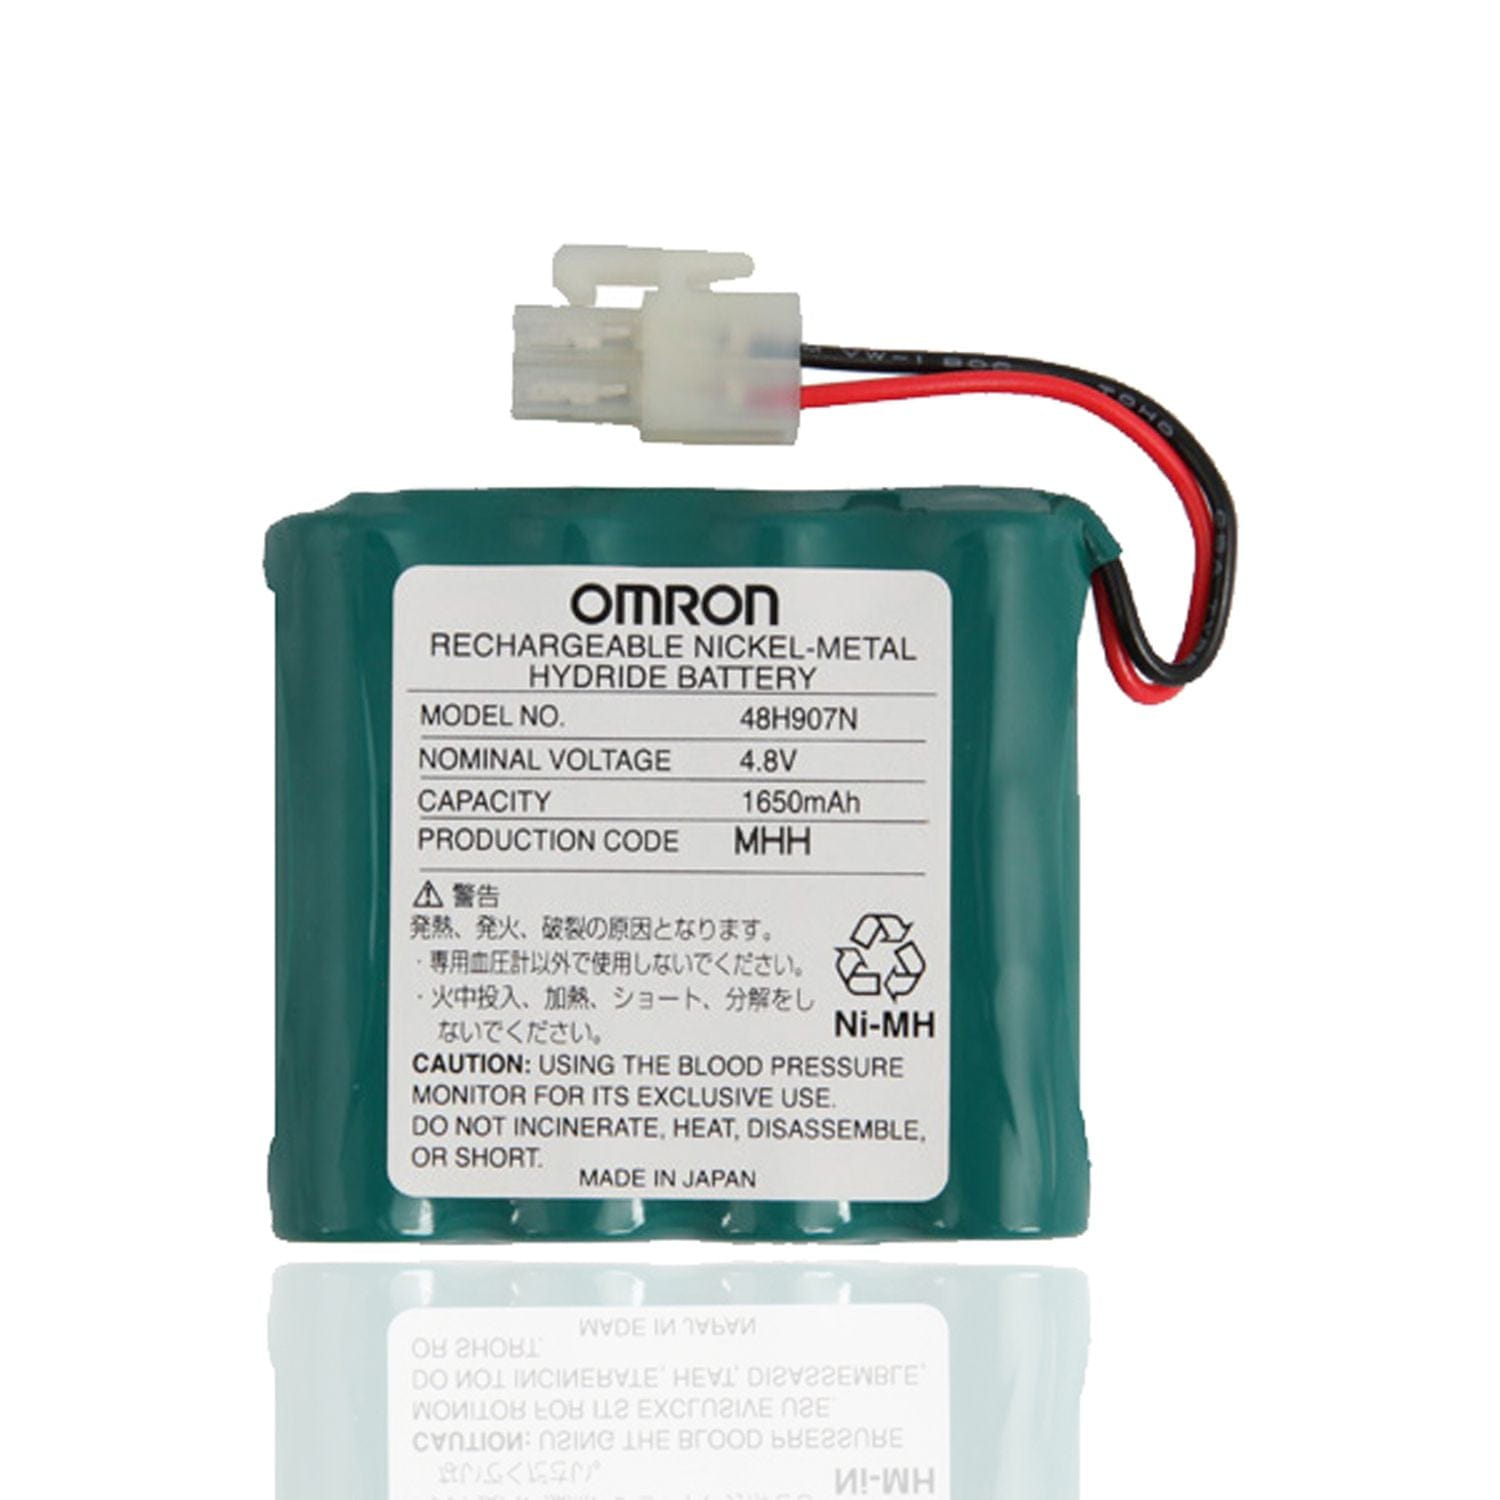 OMRON
RECHARGEABLE NICKEL-METAL
HYDRIDE BATTERY
MODEL NO. 48H907N
NOMINAL VOLTAGE 4.8V
CAPACITY 1650mAh
PRODUCTION CODE MHH
⚠ 警告
発熱、発火、破裂の原因となります。
・専用血圧計以外で使用しないでください。
・火中投入、加熱、ショート、分解をし
ないでください。
Ni-MH
CAUTION: USING THE BLOOD PRESSURE
MONITOR FOR ITS EXCLUSIVE USE.
DO NOT INCINERATE, HEAT, DISASSEMBLE,
OR SHORT.
MADE IN JAPAN
VW-1 80C TOHO